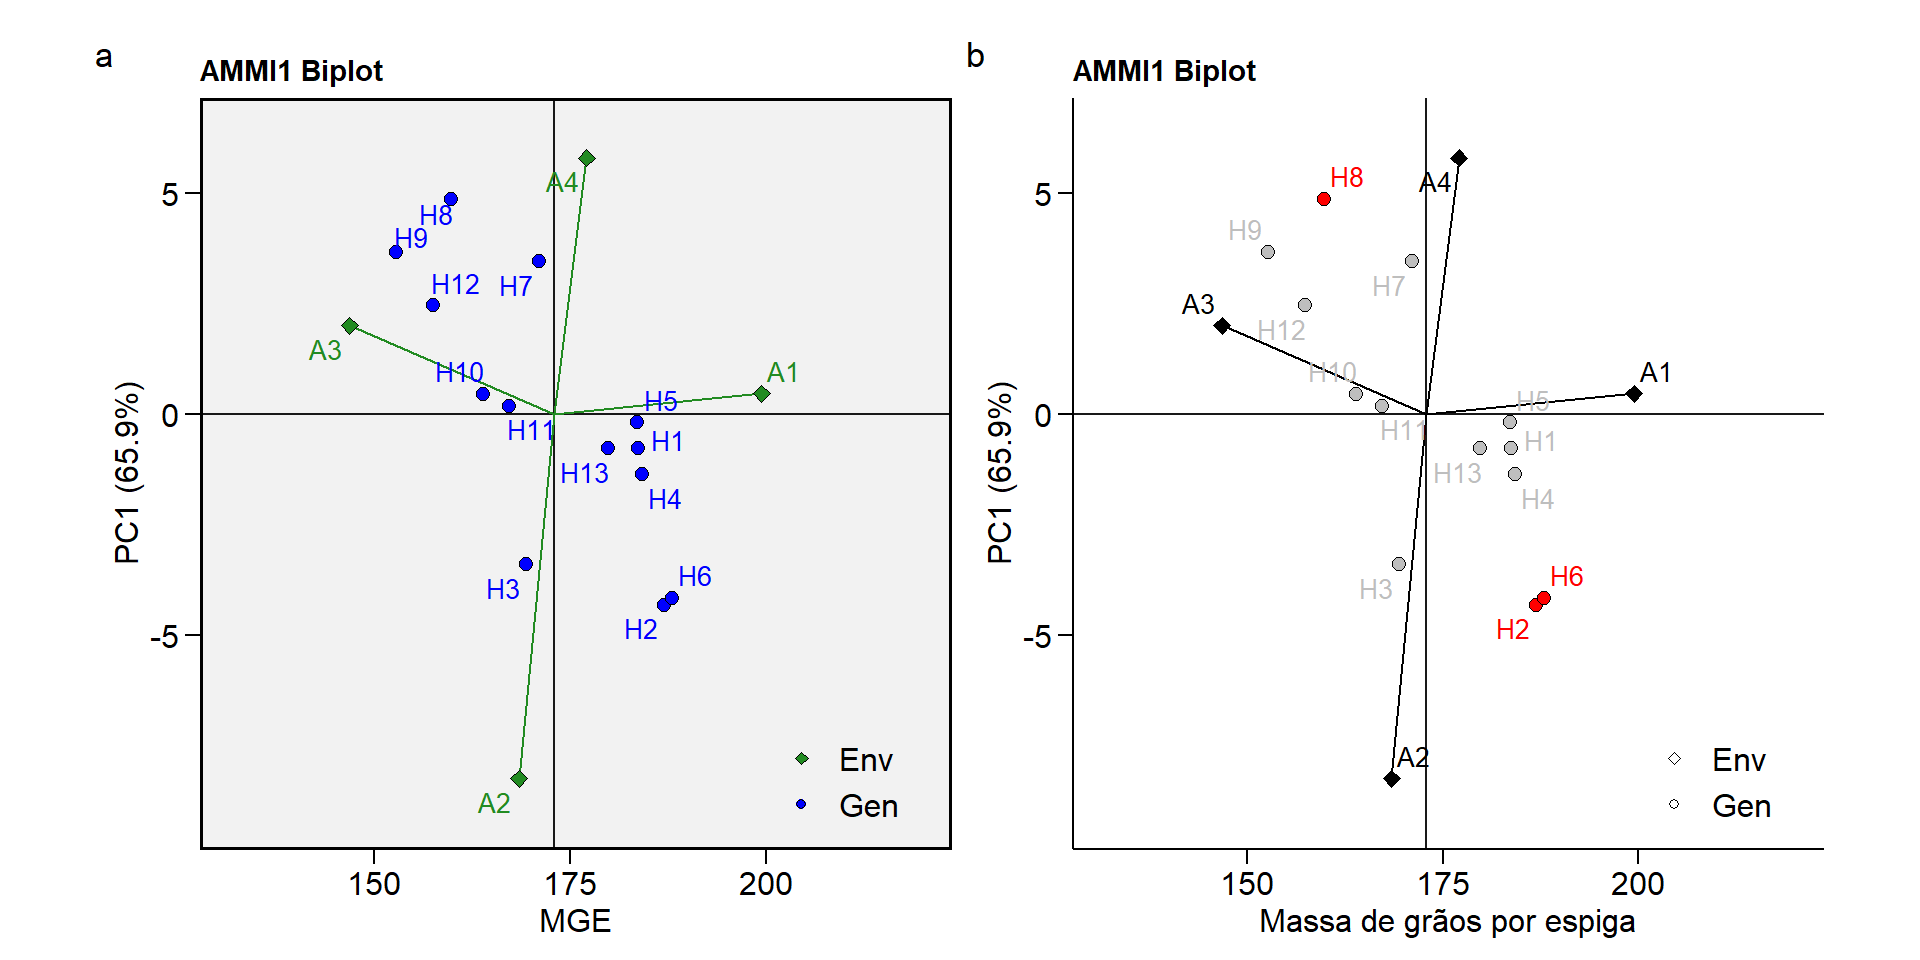 a
AMMI1 Biplot
PC1 (65.9%)
5
0
-5
A4
H8
H9
H12
H7
A3
H10
A1
H5
H11
H1
H13
H4
H3
H6
H2
A2
Env
Gen
150
175
200
MGE
b
AMMI1 Biplot
PC1 (65.9%)
5
0
-5
H8
A4
H9
H7
A3
H12
H10
A1
H5
H11
H1
H13
H4
H3
H6
H2
A2
Env
Gen
150
175
200
Massa de grãos por espiga